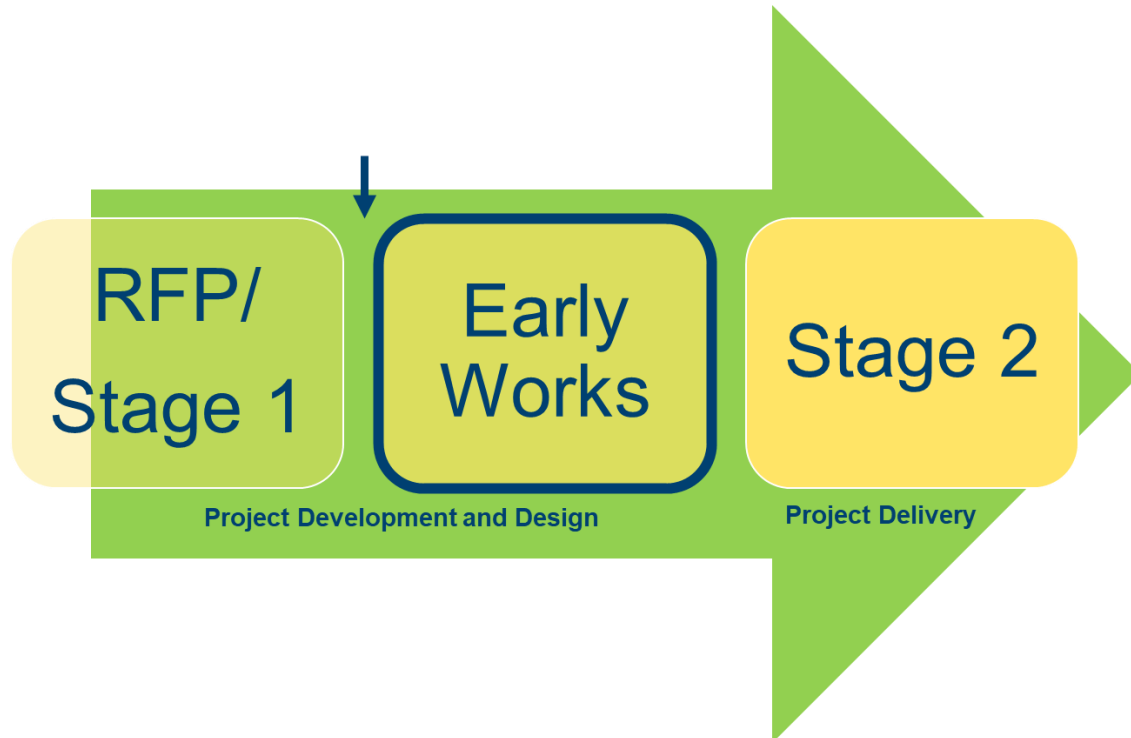 RFP/
Stage 1
Early
Works
Stage 2
Project Development and Design
Project Delivery